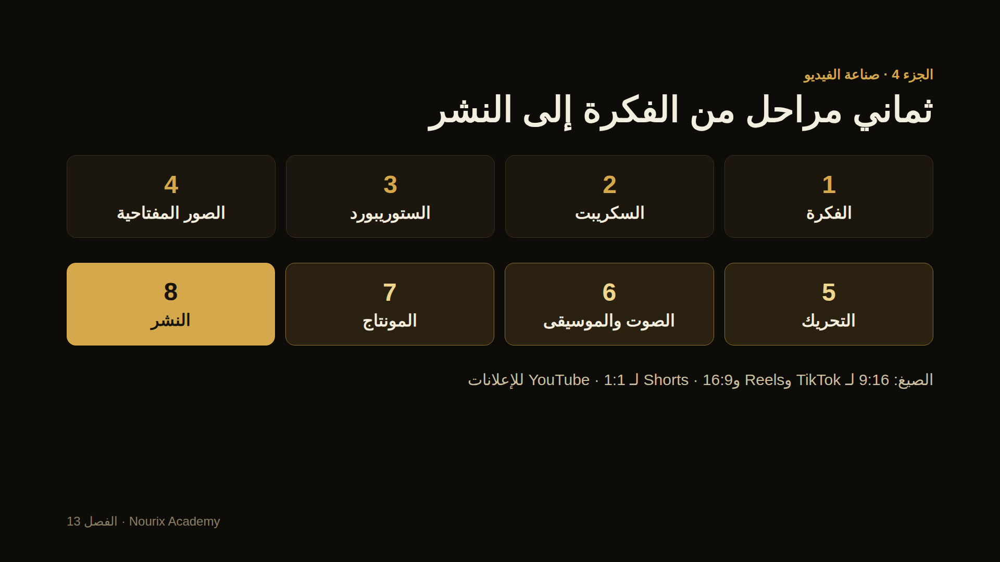 الجزء 4 · صناعة الفيديو
ثماني مراحل من الفكرة إلى النشر
1
الفكرة
2
السكريبت
3
الستوريبورد
4
الصور المفتاحية
5
التحريك
6
الصوت والموسيقى
7
المونتاج
8
النشر
الصيغ: 9:16 لـ TikTok وReels وShorts · 16:9 لـ YouTube · 1:1 للإعلانات
Nourix Academy · الفصل 13